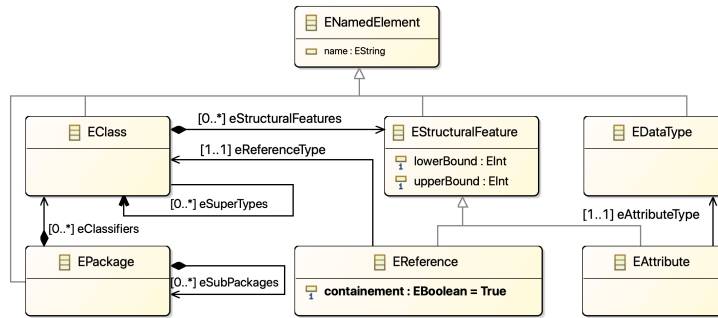 ENamedElement
name : EString
EClass
[0..*] eStructuralFeatures
EStructuralFeature
lowerBound : EInt
upperBound : EInt
EDataType
[1..1] eReferenceType
[0..*] eSuperTypes
[1..1] eAttributeType
[0..*] eClassifiers
EPackage
[0..*] eSubPackages
EReference
containement : EBoolean = True
EAttribute